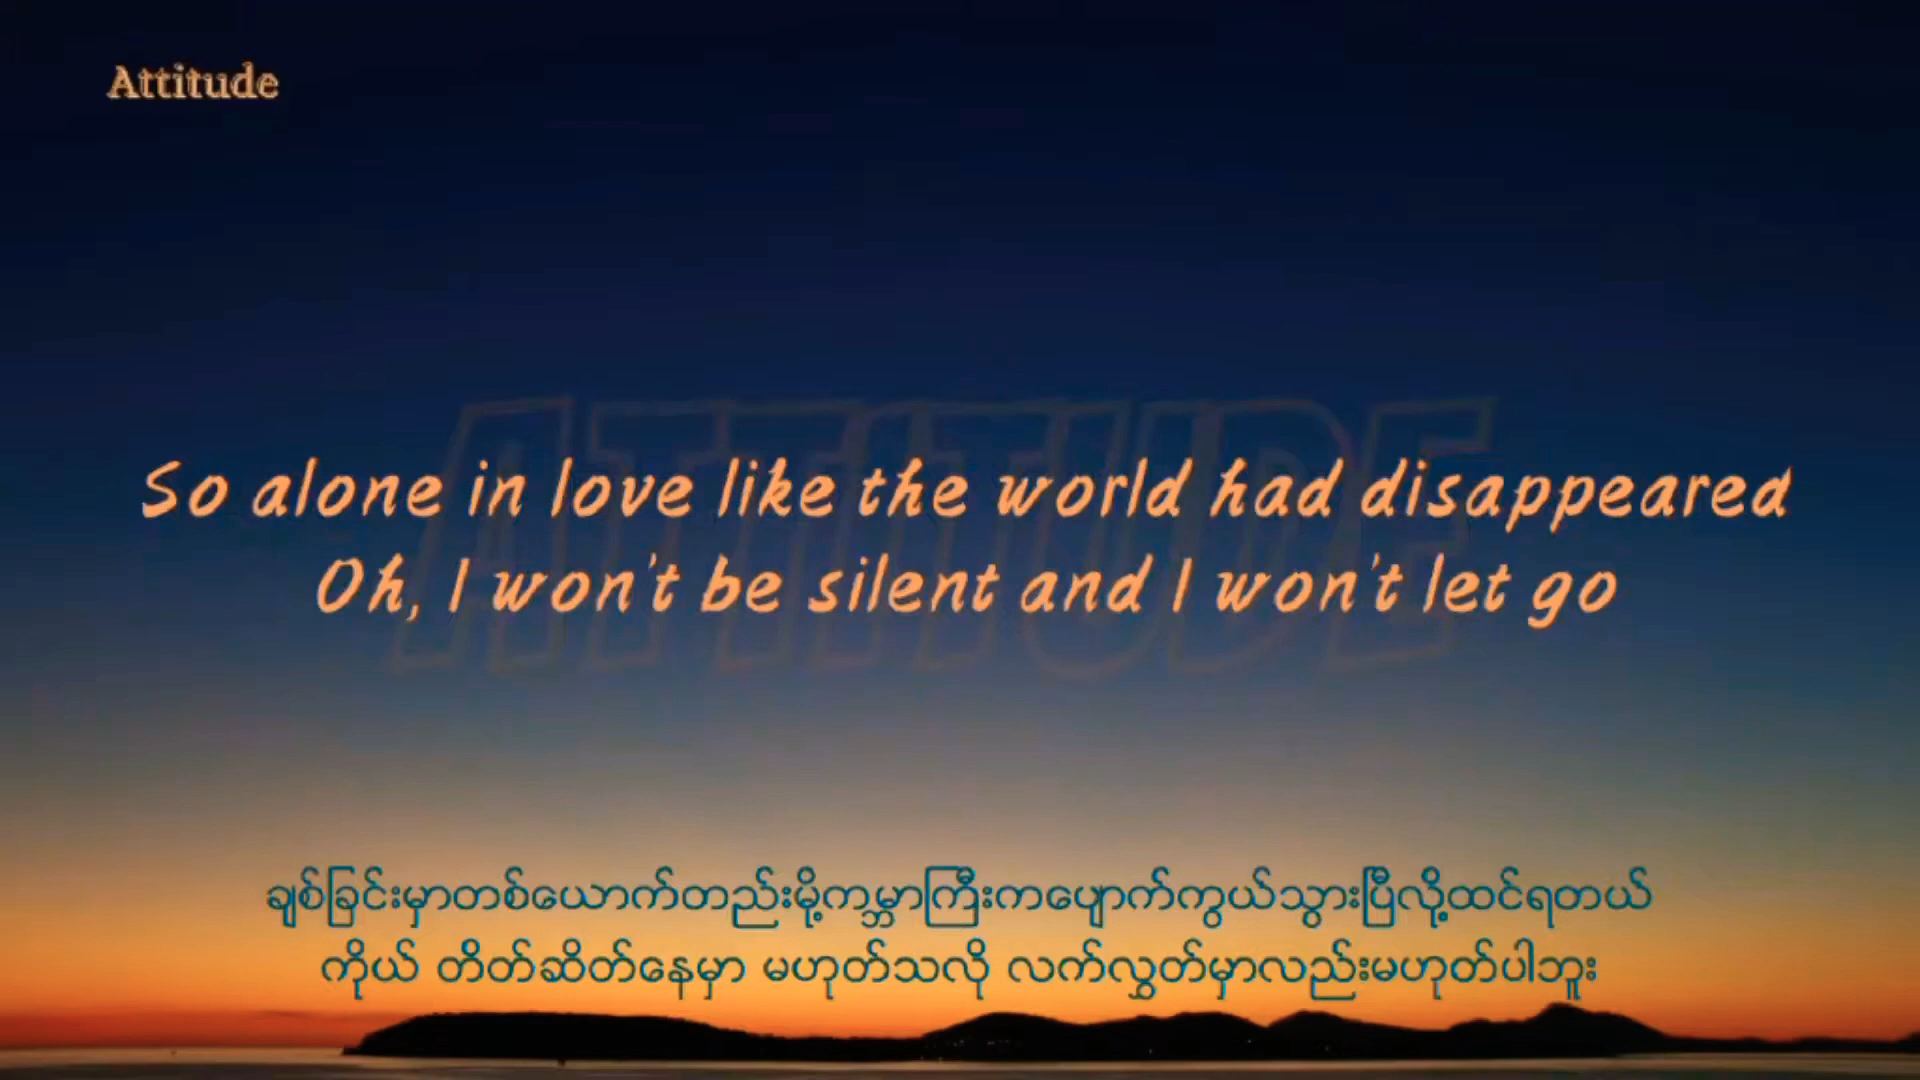 Attitude
ATTITUDE
So alone in love like the world had disappeared
Oh, I won't be silent and I won't let go
ချစ်ခြင်းမှာတစ်ယောက်တည်းမို့ကမ္ဘာကြီးကပျောက်ကွယ်သွားပြီလို့ထင်ရတယ်
ကိုယ် တိတ်ဆိတ်နေမှာ မဟုတ်သလို လက်လွှတ်မှာလည်းမဟုတ်ပါဘူး